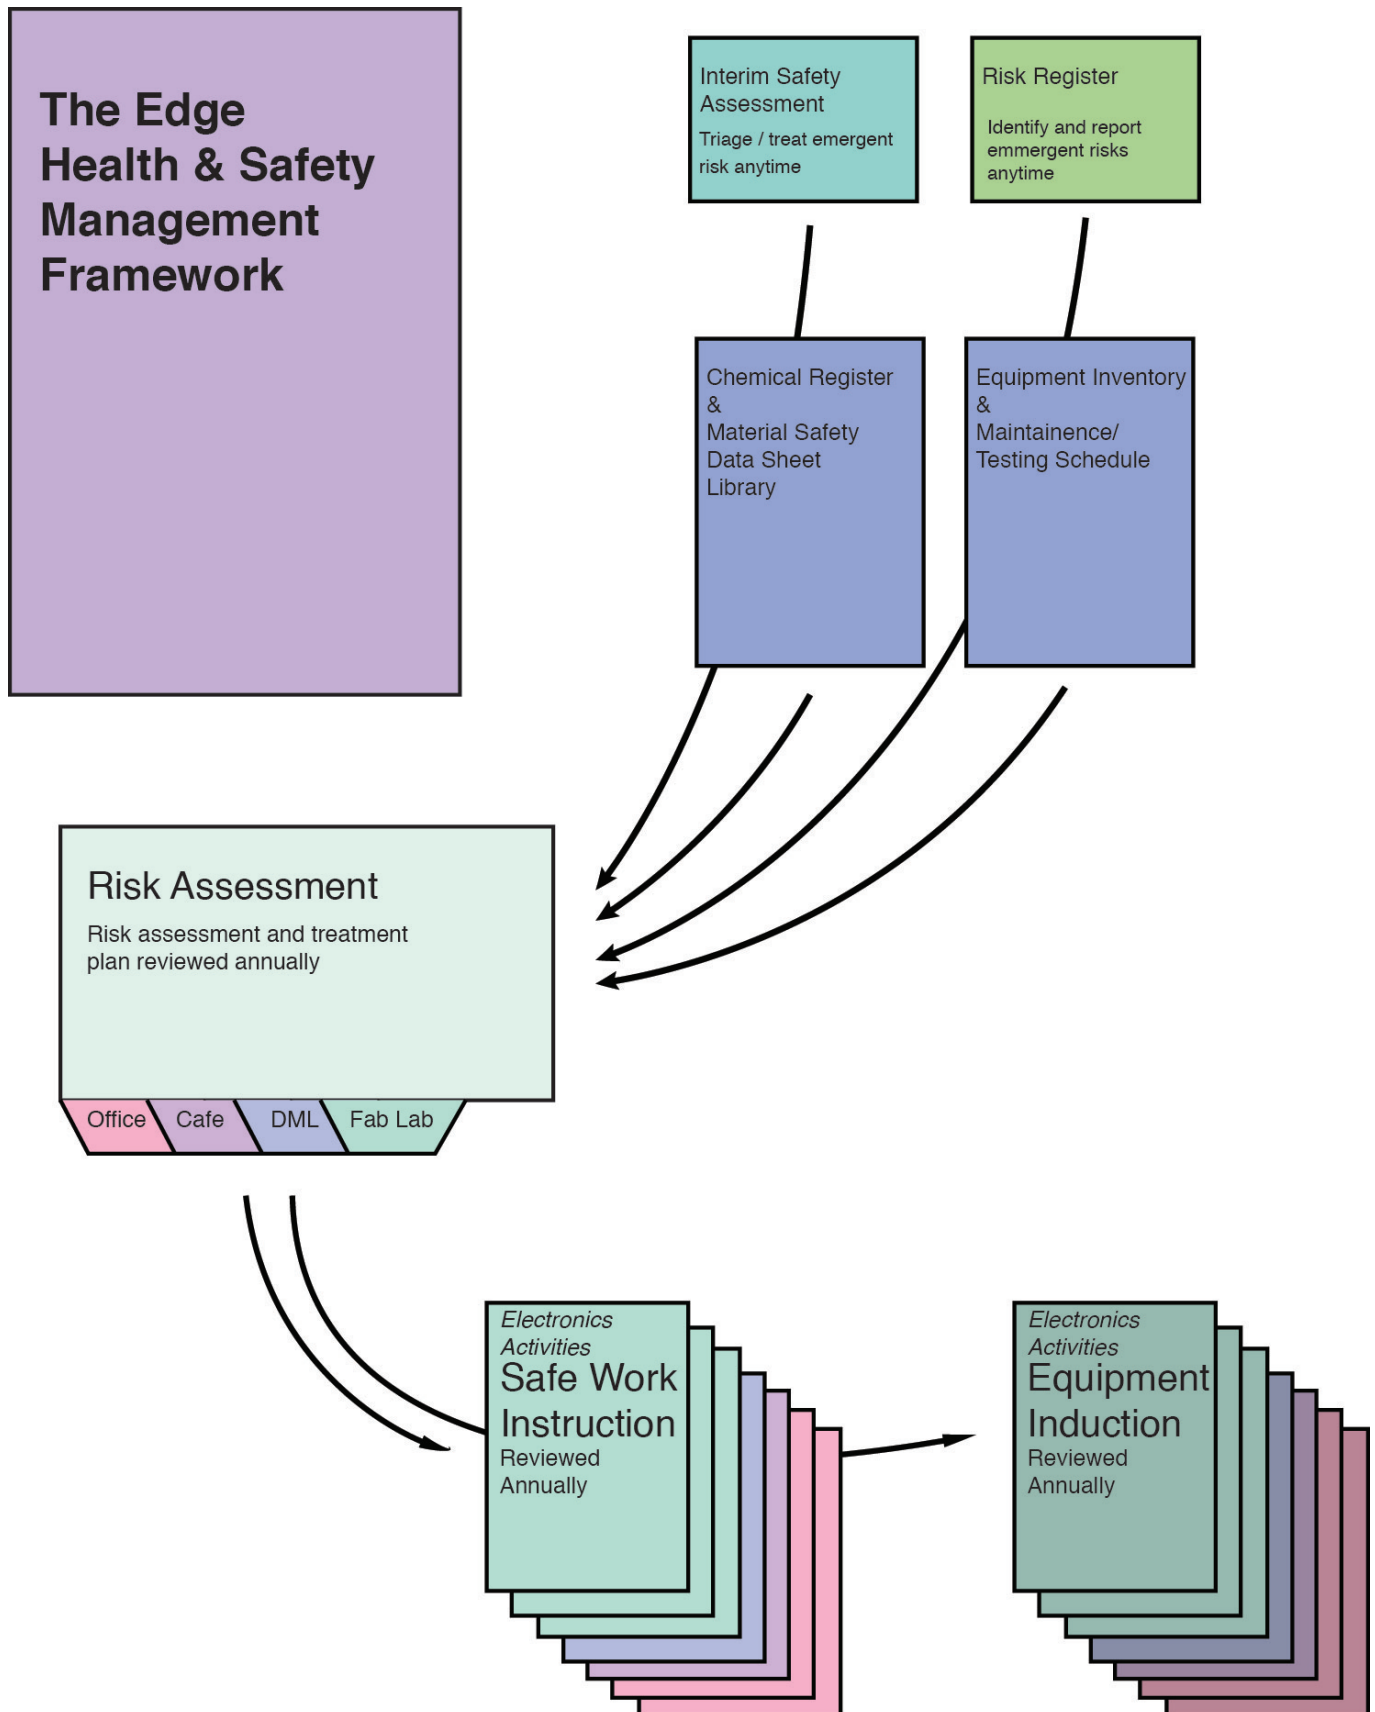 The Edge
Health & Safety
Management
Framework
Interim Safety
Assessment
Triage / treat emergent
risk anytime
Risk Register
Identify and report
emmergent risks
anytime
Chemical Register
&
Material Safety
Data Sheet
Library
Equipment Inventory
&
Maintainence/
Testing Schedule
Risk Assessment
Risk assessment and treatment
plan reviewed annually
Office
Cafe
DML
Fab Lab
Electronics
Activities
Safe Work
Instruction
Reviewed
Annually
Electronics
Activities
Equipment
Induction
Reviewed
Annually